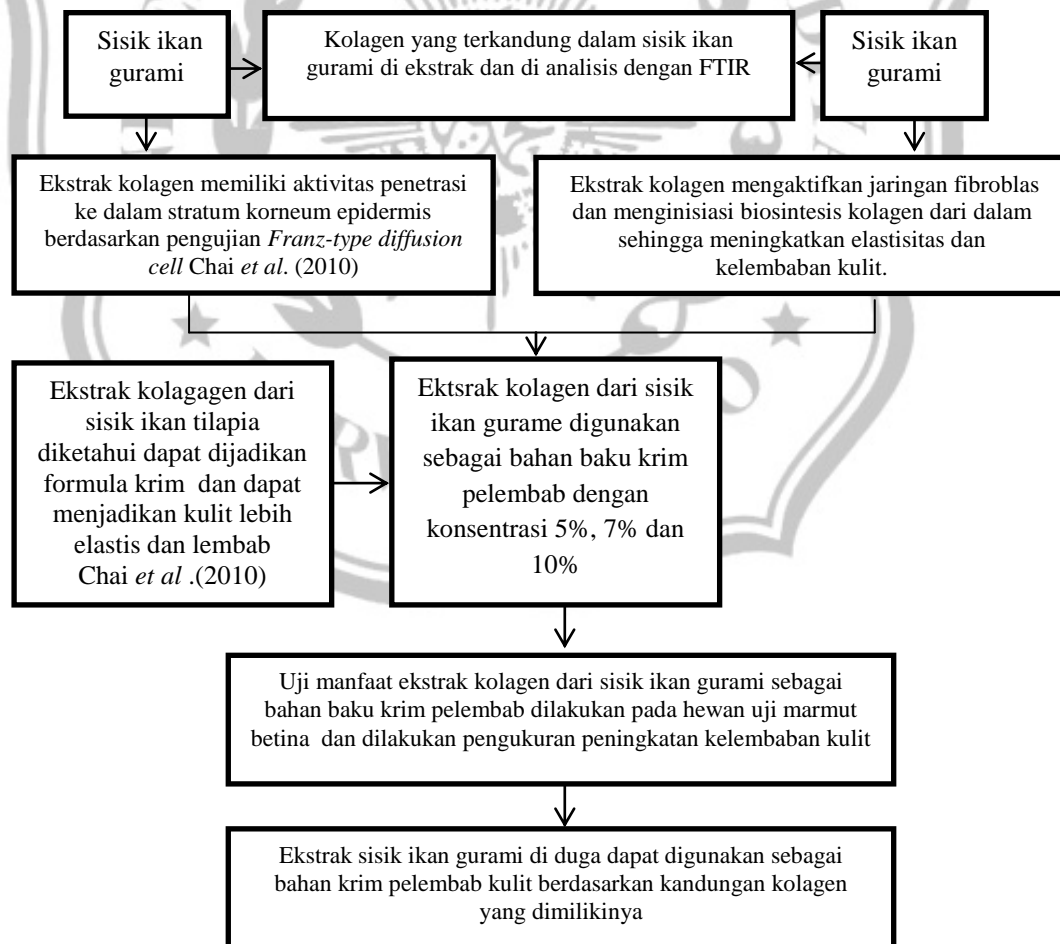 Sisik ikan
gurami
Kolagen yang terkandung dalam sisik ikan
gurami di ekstrak dan di analisis dengan FTIR
Sisik ikan
gurami
Ekstrak kolagen memiliki aktivitas penetrasi
ke dalam stratum korneum epidermis
berdasarkan pengujian Franz-type diffusion
cell Chai et al. (2010)
Ekstrak kolagen mengaktifkan jaringan fibroblas
dan menginisiasi biosintesis kolagen dari dalam
sehingga meningkatkan elastisitas dan
kelembaban kulit.
Ekstrak kolagagen dari
sisik ikan tilapia
diketahui dapat dijadikan
formula krim dan dapat
menjadikan kulit lebih
elastis dan lembab
Chai et al .(2010)
Ektsrak kolagen dari sisik
ikan gurame digunakan
sebagai bahan baku krim
pelembab dengan
konsentrasi 5%, 7% dan
10%
Uji manfaat ekstrak kolagen dari sisik ikan gurami sebagai
bahan baku krim pelembab dilakukan pada hewan uji marmut
betina dan dilakukan pengukuran peningkatan kelembaban kulit
Ekstrak sisik ikan gurami di duga dapat digunakan sebagai
bahan krim pelembab kulit berdasarkan kandungan kolagen
yang dimilikinya